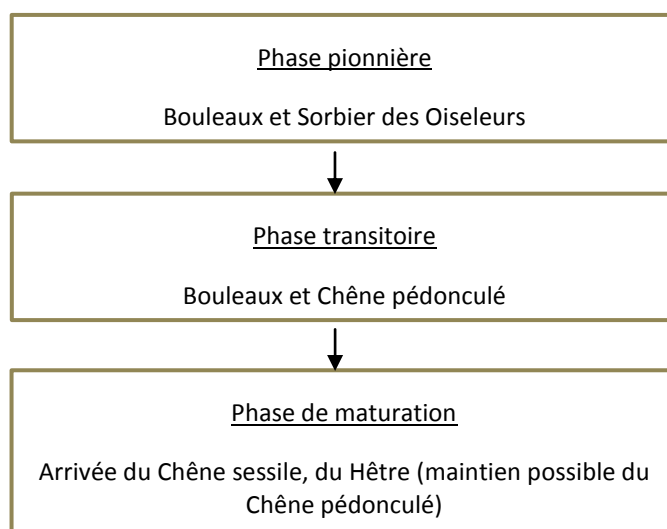 Phase pionnière
Bouleaux et Sorbier des Oiseleurs
Phase transitoire
Bouleaux et Chêne pédonculé
Phase de maturation
Arrivée du Chêne sessile, du Hêtre (maintien possible du
Chêne pédonculé)